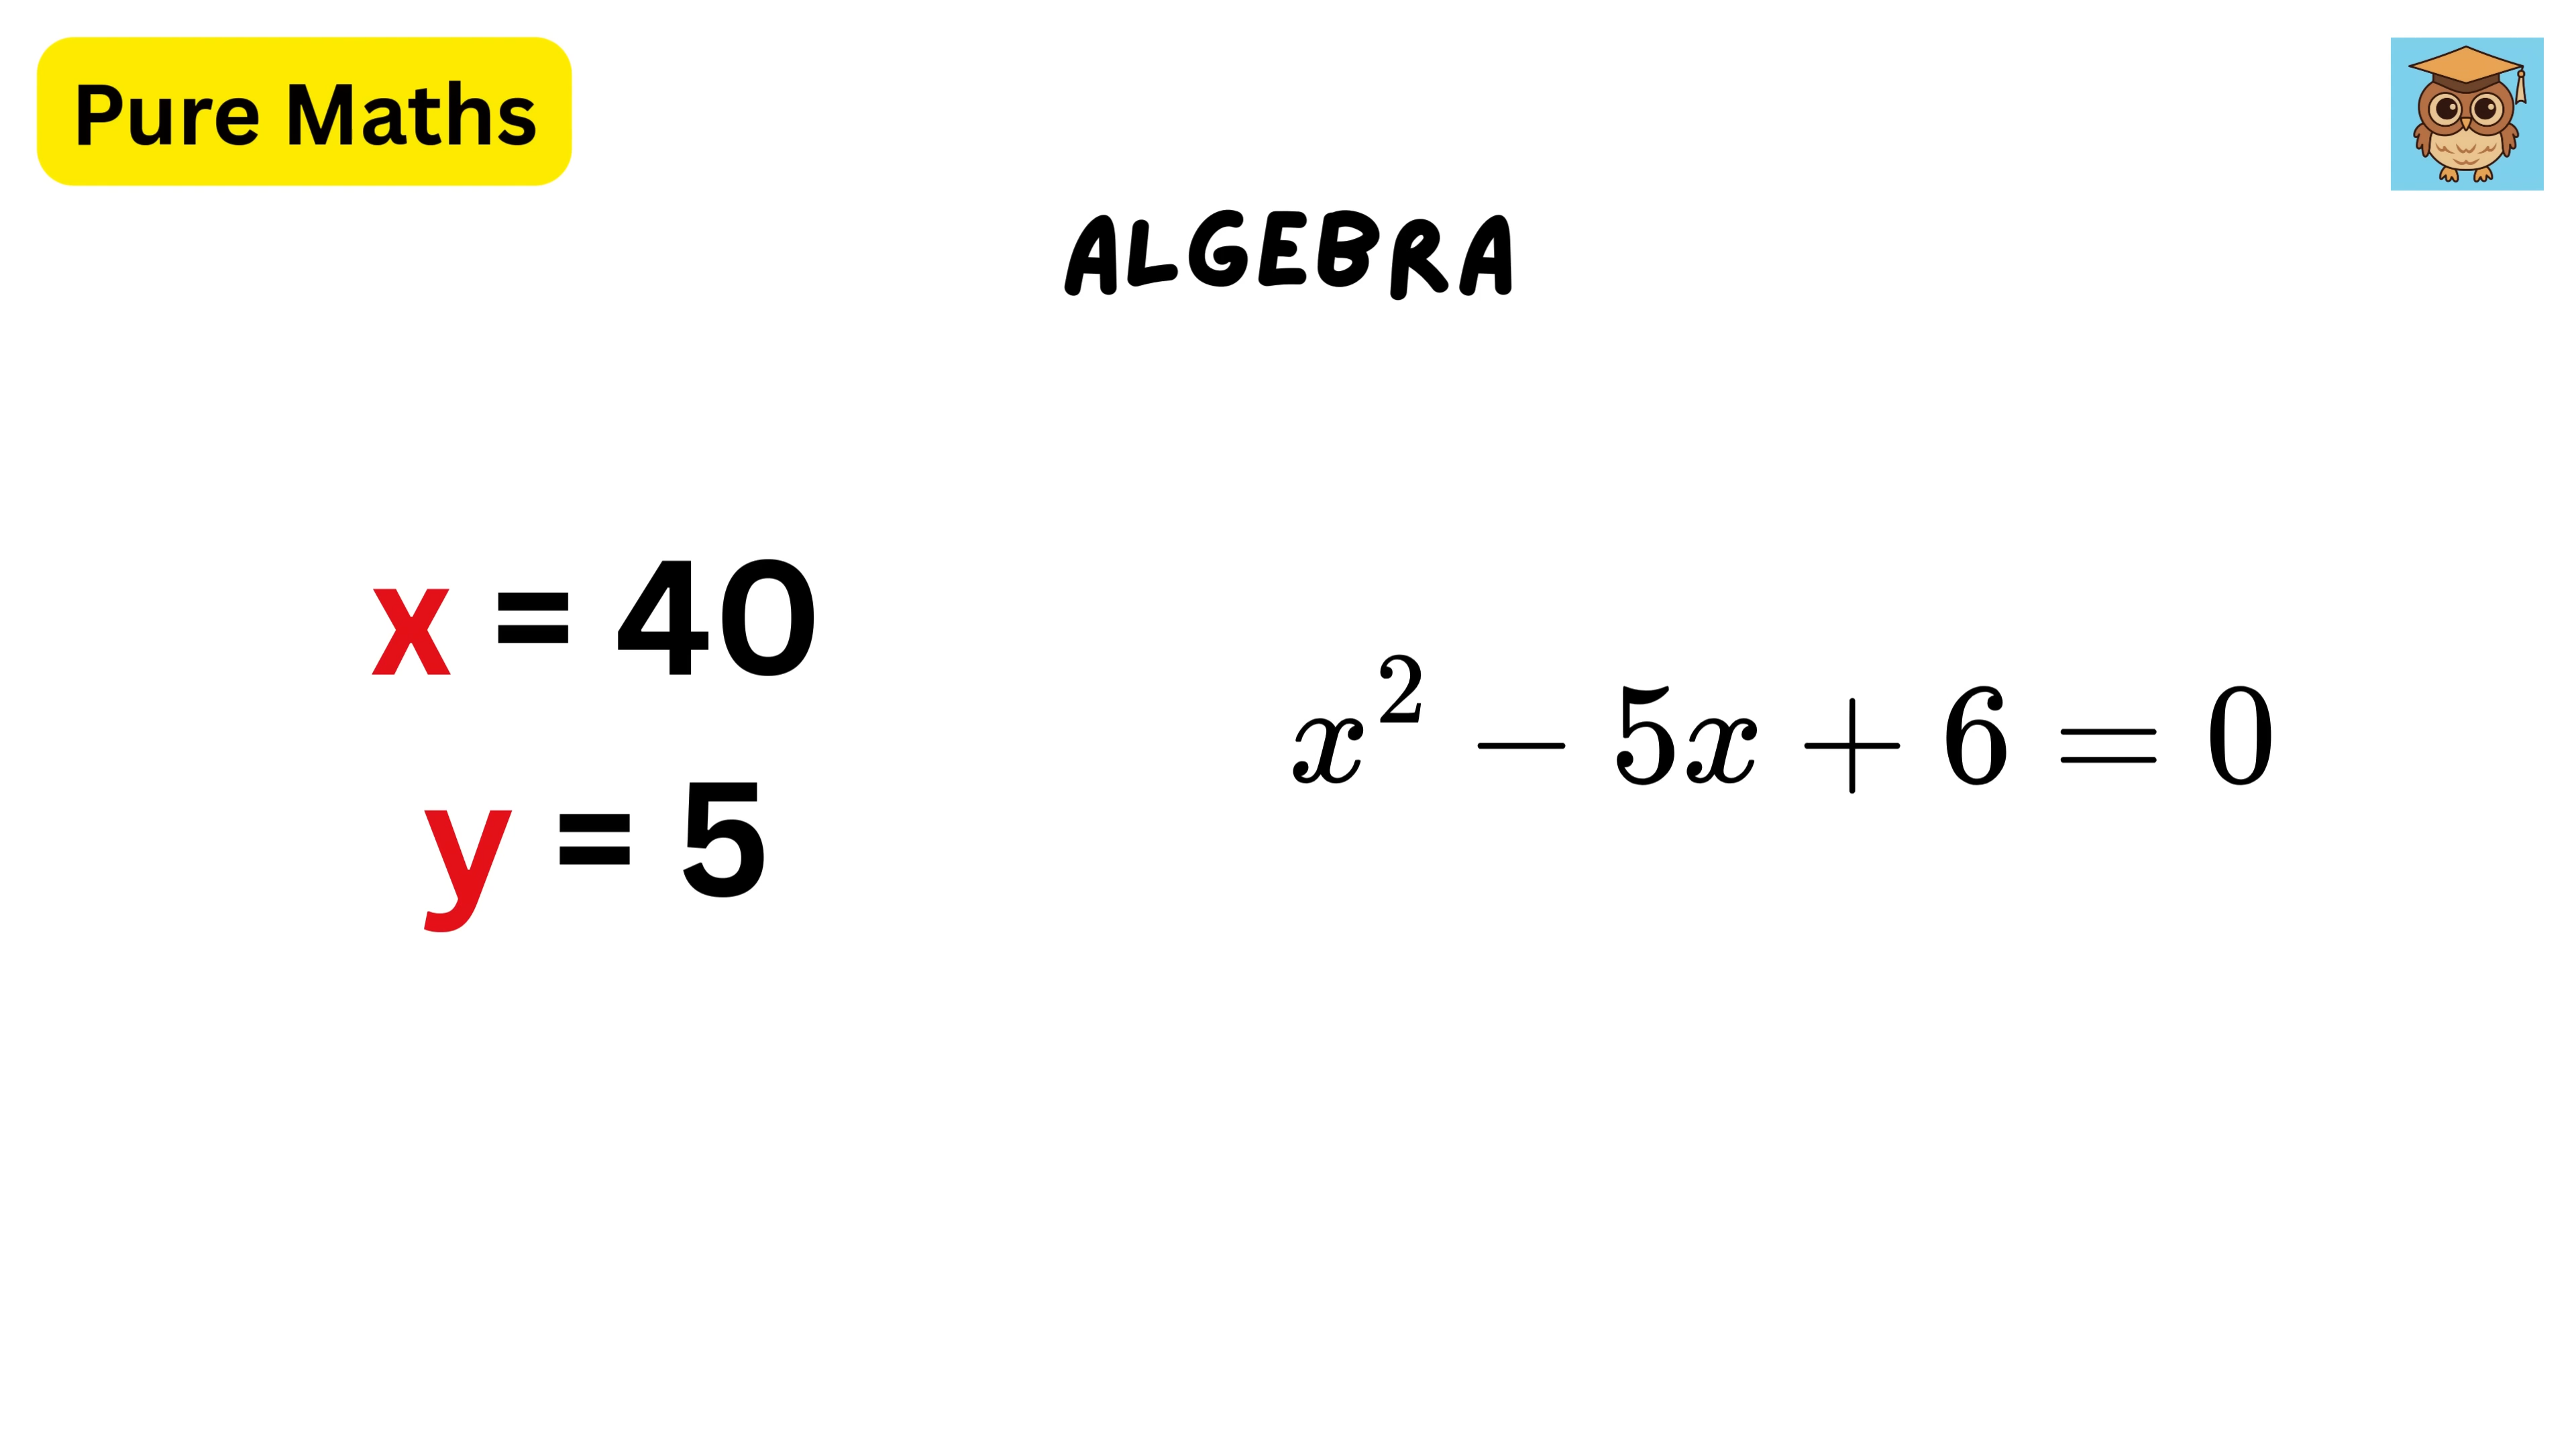 Pure Maths
ALGEBRA
x = 40
y = 5
x² − 5x + 6 = 0